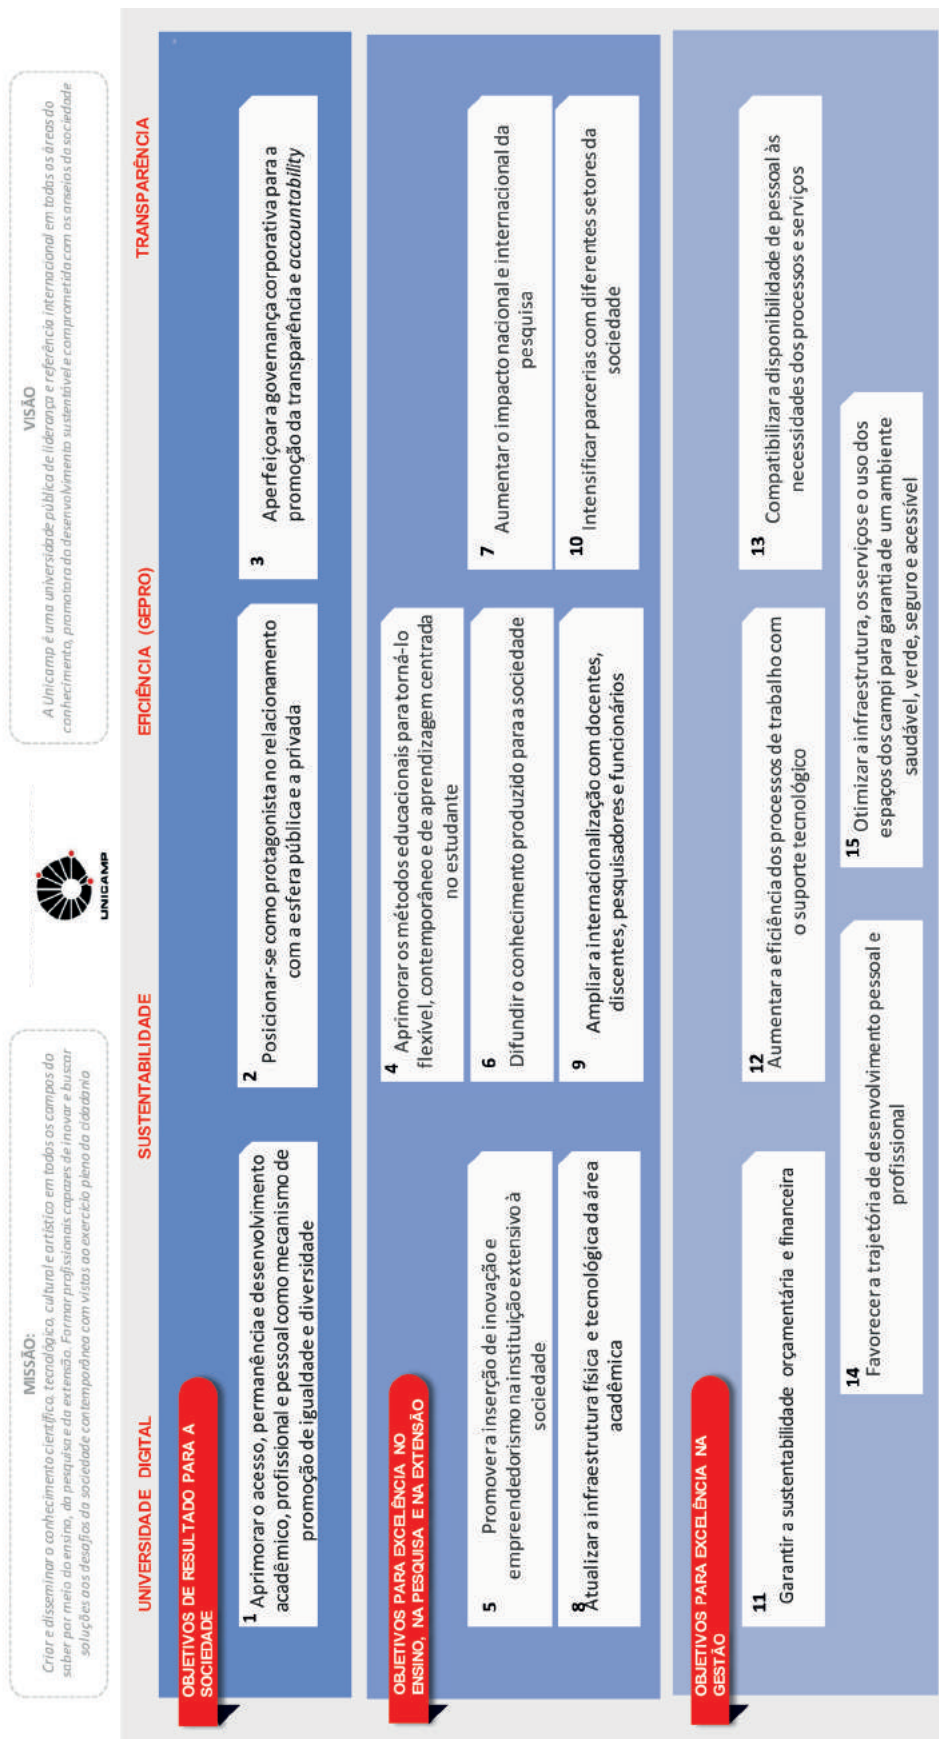 MISSÃO:
Criar e disseminar o conhecimento científico, tecnológico, cultural e artístico em todos os campos do
saber por meio do ensino, da pesquisa e da extensão. Formar profissionais capazes de inovar e buscar
soluções aos desafios da sociedade contemporânea com vistas ao exercício pleno da cidadania
UNICAMP
VISÃO
A Unicamp é uma universidade pública de liderança e referência internacional em todas as áreas do
conhecimento, promotora do desenvolvimento sustentável e comprometida com os anseios da sociedade
UNIVERSIDADE DIGITAL
SUSTENTABILIDADE
EFICIÊNCIA (GEPRO)
TRANSPARÊNCIA
OBJETIVOS DE RESULTADO PARA A
SOCIEDADE
1 Aprimorar o acesso, permanência e desenvolvimento
acadêmico, profissional e pessoal como mecanismo de
promoção de igualdade e diversidade
2
Posicionar-se como protagonista no relacionamento
com a esfera pública e a privada
3
Aperfeiçoar a governança corporativa para a
promoção da transparência e accountability
OBJETIVOS PARA EXCELÊNCIA NO
ENSINO, NA PESQUISA E NA EXTENSÃO
4
Aprimorar os métodos educacionais para torná-lo
flexível, contemporâneo e de aprendizagem centrada
no estudante
5
Promover a inserção de inovação e
empreendedorismo na instituição extensivo à
sociedade
6
Difundir o conhecimento produzido para a sociedade
7
Aumentar o impacto nacional e internacional da
pesquisa
8
Atualizar a infraestrutura física e tecnológica da área
acadêmica
9
Ampliar a internacionalização com docentes,
discentes, pesquisadores e funcionários
10
Intensificar parcerias com diferentes setores da
sociedade
OBJETIVOS PARA EXCELÊNCIA NA
GESTÃO
11
Garantir a sustentabilidade orçamentária e financeira
12
Aumentar a eficiência dos processos de trabalho com
o suporte tecnológico
13
Compatibilizar a disponibilidade de pessoal às
necessidades dos processos e serviços
14
Favorecer a trajetória de desenvolvimento pessoal e
profissional
15 Otimizar a infraestrutura, os serviços e o uso dos
espaços dos campi para garantia de um ambiente
saudável, verde, seguro e acessível